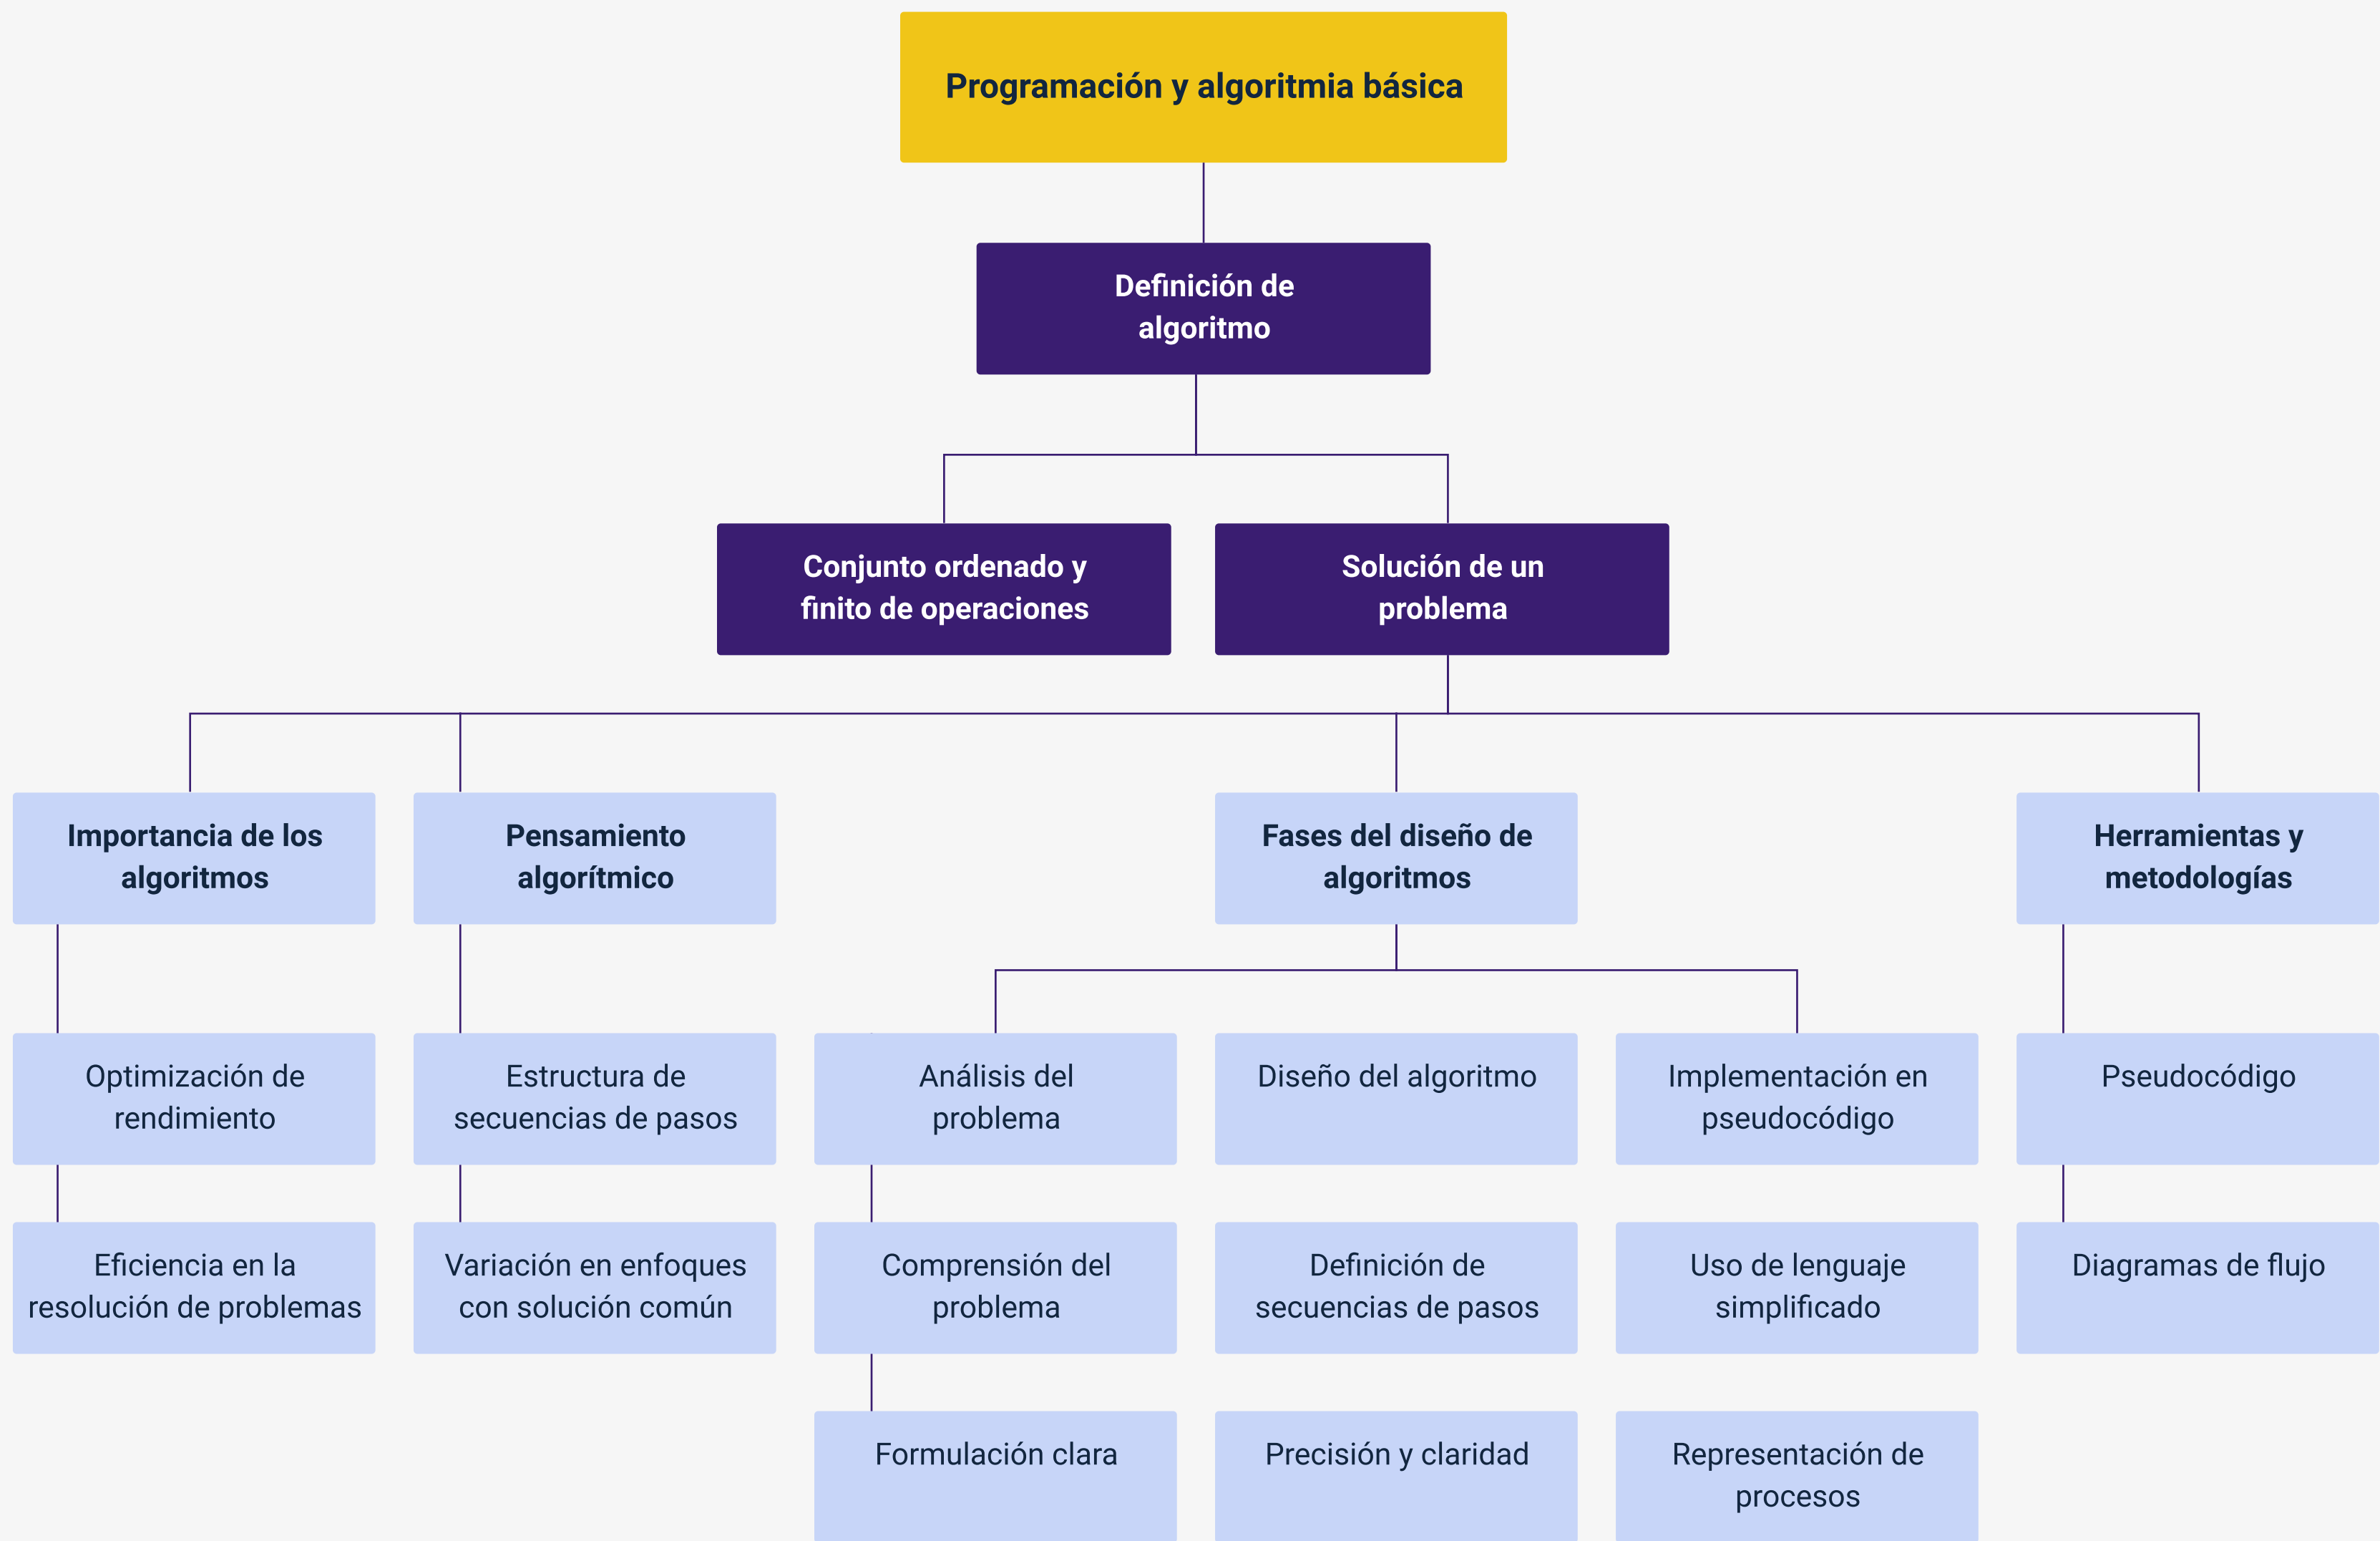 Programación y algoritmia básica
Definición de
algoritmo
Conjunto ordenado y
finito de operaciones
Solución de un
problema
Importancia de los
algoritmos
Pensamiento
algorítmico
Fases del diseño de
algoritmos
Herramientas y
metodologías
Optimización de
rendimiento
Estructura de
secuencias de pasos
Análisis del
problema
Diseño del algoritmo
Implementación en
pseudocódigo
Pseudocódigo
Eficiencia en la
resolución de problemas
Variación en enfoques
con solución común
Comprensión del
problema
Definición de
secuencias de pasos
Uso de lenguaje
simplificado
Diagramas de flujo
Formulación clara
Precisión y claridad
Representación de
procesos